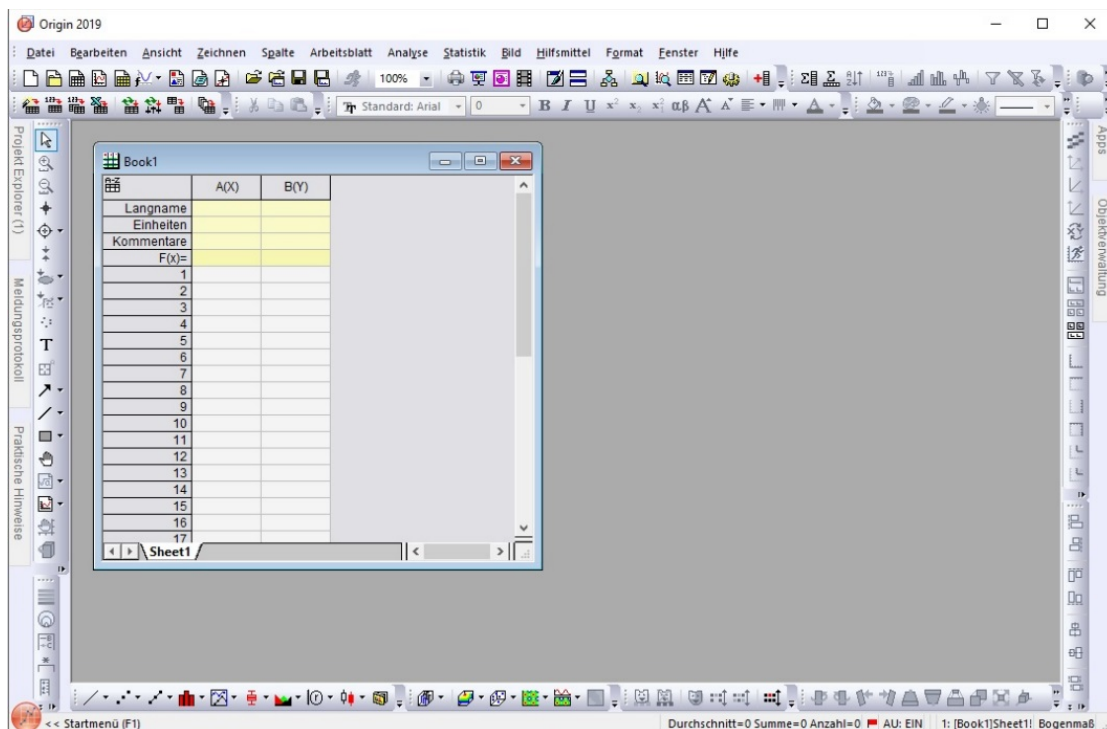 Origin 2019
Datei Bearbeiten Ansicht Zeichnen Spalte Arbeitsblatt Analyse Statistik Bild Hilfsmittel Format Fenster Hilfe
100%
Standard: Arial 0 B I U x² x₂ αβ A A A
Projekt Explorer (1)
Meldungsprotokoll
Praktische Hinweise
T
Book1
A(X) B(Y)
Langname
Einheiten
Kommentare
F(x)=
1
2
3
4
5
6
7
8
9
10
11
12
13
14
15
16
17
Sheet1
Apps
Objektverwaltung
<< Startmenü (F1)
Durchschnitt=0 Summe=0 Anzahl=0 AU: EIN 1: [Book1]Sheet1! Bogenmaß